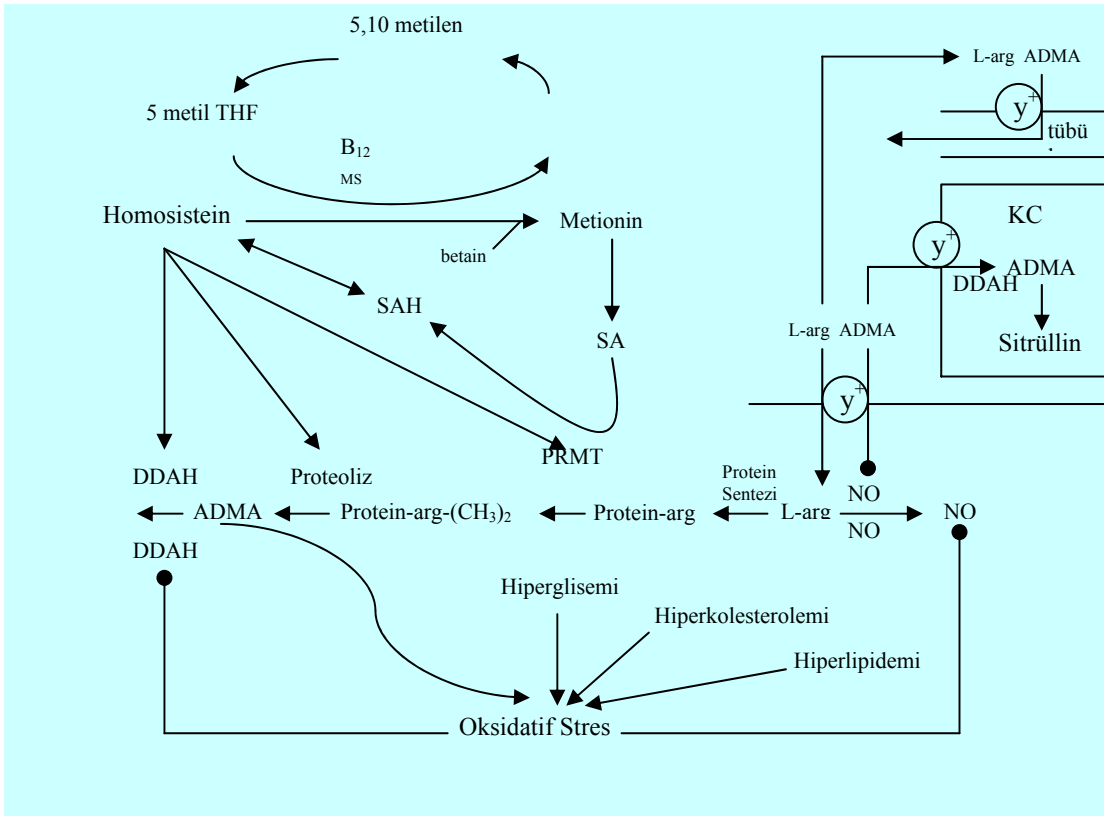 5,10 metilen
L-arg ADMA
5 metil THF
y+
tübü
B12
MS
Homosistein
Metionin
KC
betain
y+
ADMA
DDAH
SAH
L-arg ADMA
SA
Sitrüllin
y+
PRMT
DDAH
Proteoliz
Protein
Sentezi
NO
ADMA
Protein-arg-(CH3)2
Protein-arg
L-arg
NO
NO
DDAH
Hiperglisemi
Hiperkolesterolemi
Hiperlipidemi
Oksidatif Stres